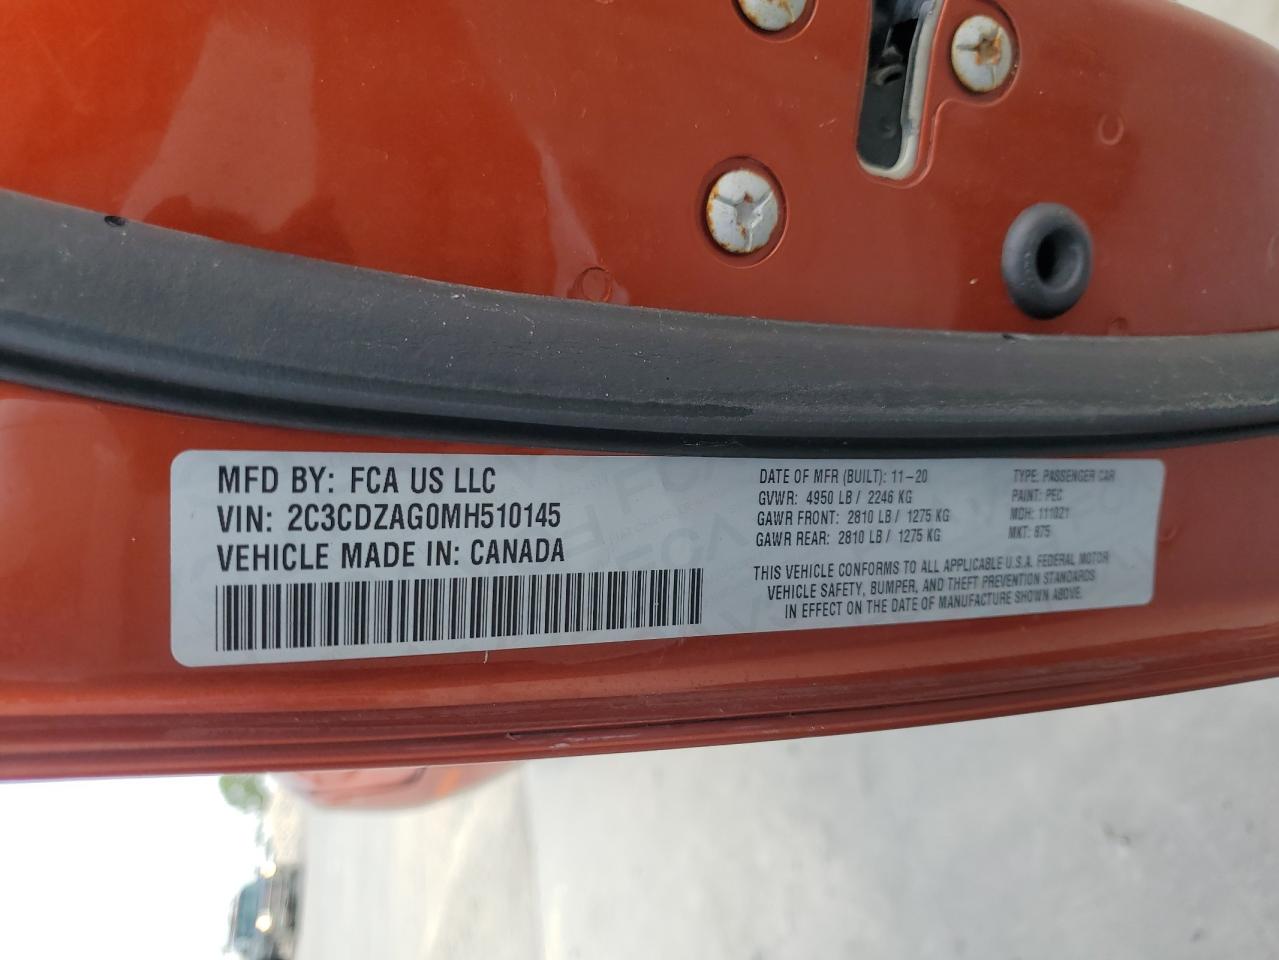 MFD BY: FCA US LLC
VIN: 2C3CDZAG0MH510145
VEHICLE MADE IN: CANADA
DATE OF MFR (BUILT): 11-20
GVWR: 4950 LB / 2246 KG
GAWR FRONT: 2810 LB / 1275 KG
GAWR REAR: 2810 LB / 1275 KG
TYPE: PASSENGER CAR
PAINT: PEC
MDH: 111021
MKT: 875
THIS VEHICLE CONFORMS TO ALL APPLICABLE U.S.A. FEDERAL MOTOR
VEHICLE SAFETY, BUMPER, AND THEFT PREVENTION STANDARDS
IN EFFECT ON THE DATE OF MANUFACTURE SHOWN ABOVE.